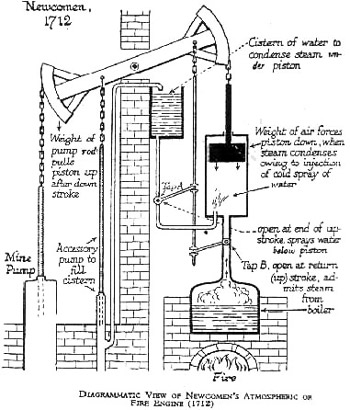 Newcomen,
1712
Cistern of water to
condense steam un-
der piston
Weight of
pump rod
pulls
piston up
after down
stroke
Weight of air forces
piston down, when
steam condenses
owing to injection
of cold spray of
water
Tap A
open at end of up-
stroke, sprays water
below piston
Mine
Pump
Accessory
pump to
fill
cistern
Tap B, open at return
(up) stroke, ad-
mits steam
from
boiler
Fire
DIAGRAMMATIC VIEW OF NEWCOMEN'S ATMOSPHERIC OR
FIRE ENGINE (1712)